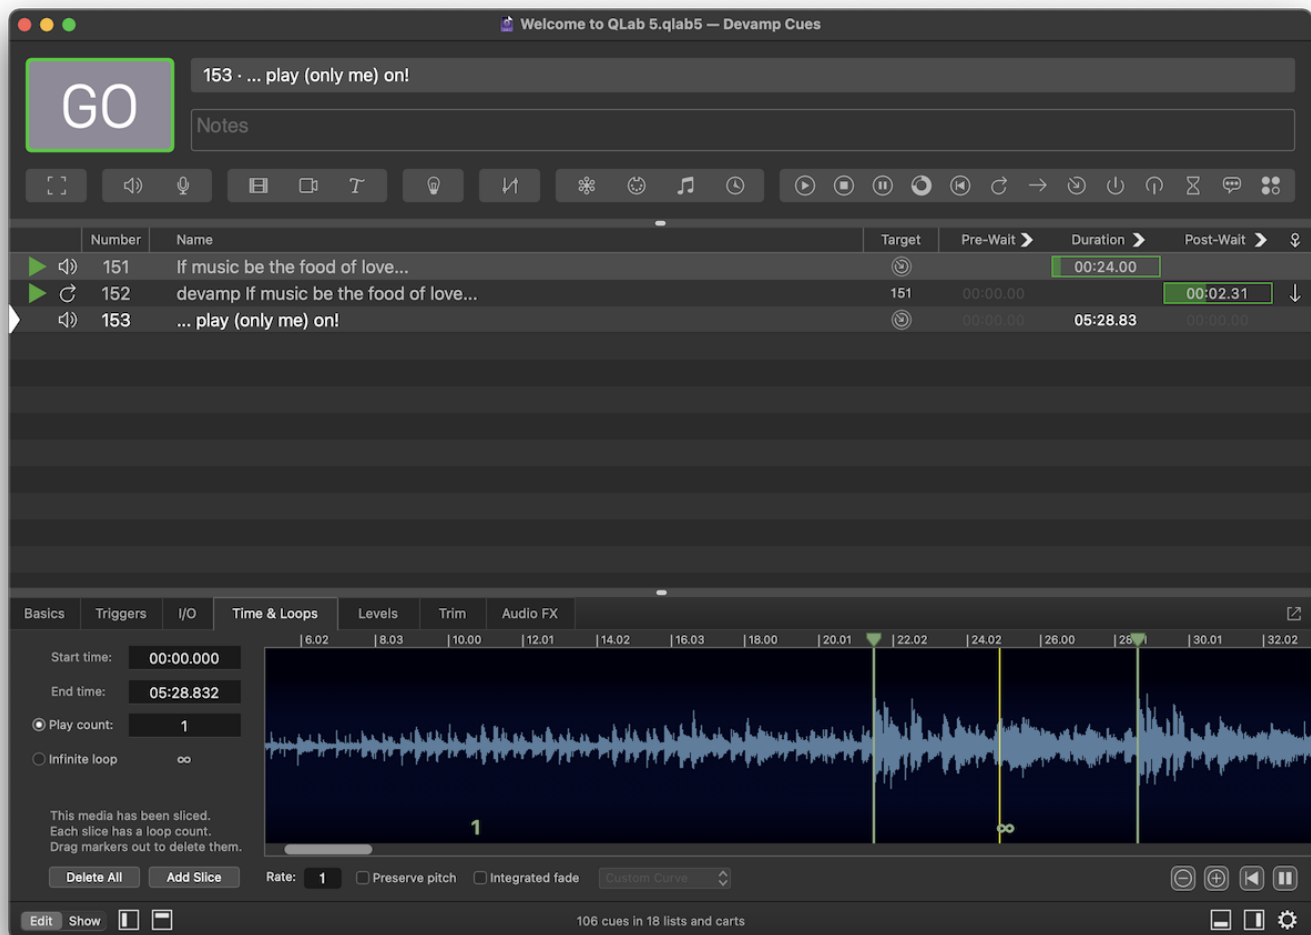 Welcome to QLab 5.qlab5 — Devamp Cues
GO
153 · ... play (only me) on!
Notes
Number Name Target Pre-Wait Duration Post-Wait
151 If music be the food of love... 00:24.00
152 devamp If music be the food of love... 151 00:00.00 00:02.31
153 ... play (only me) on! 00:00.00 05:28.83 00:00.00
Basics Triggers I/O Time & Loops Levels Trim Audio FX
6.02 8.03 10.00 12.01 14.02 16.03 18.00 20.01 22.02 24.02 26.00 30.01 32.02
Start time: 00:00.000
End time: 05:28.832
Play count: 1
Infinite loop ∞
This media has been sliced.
Each slice has a loop count.
Drag markers out to delete them.
1 ∞
Delete All Add Slice Rate: 1 Preserve pitch Integrated fade Custom Curve
Edit Show 106 cues in 18 lists and carts